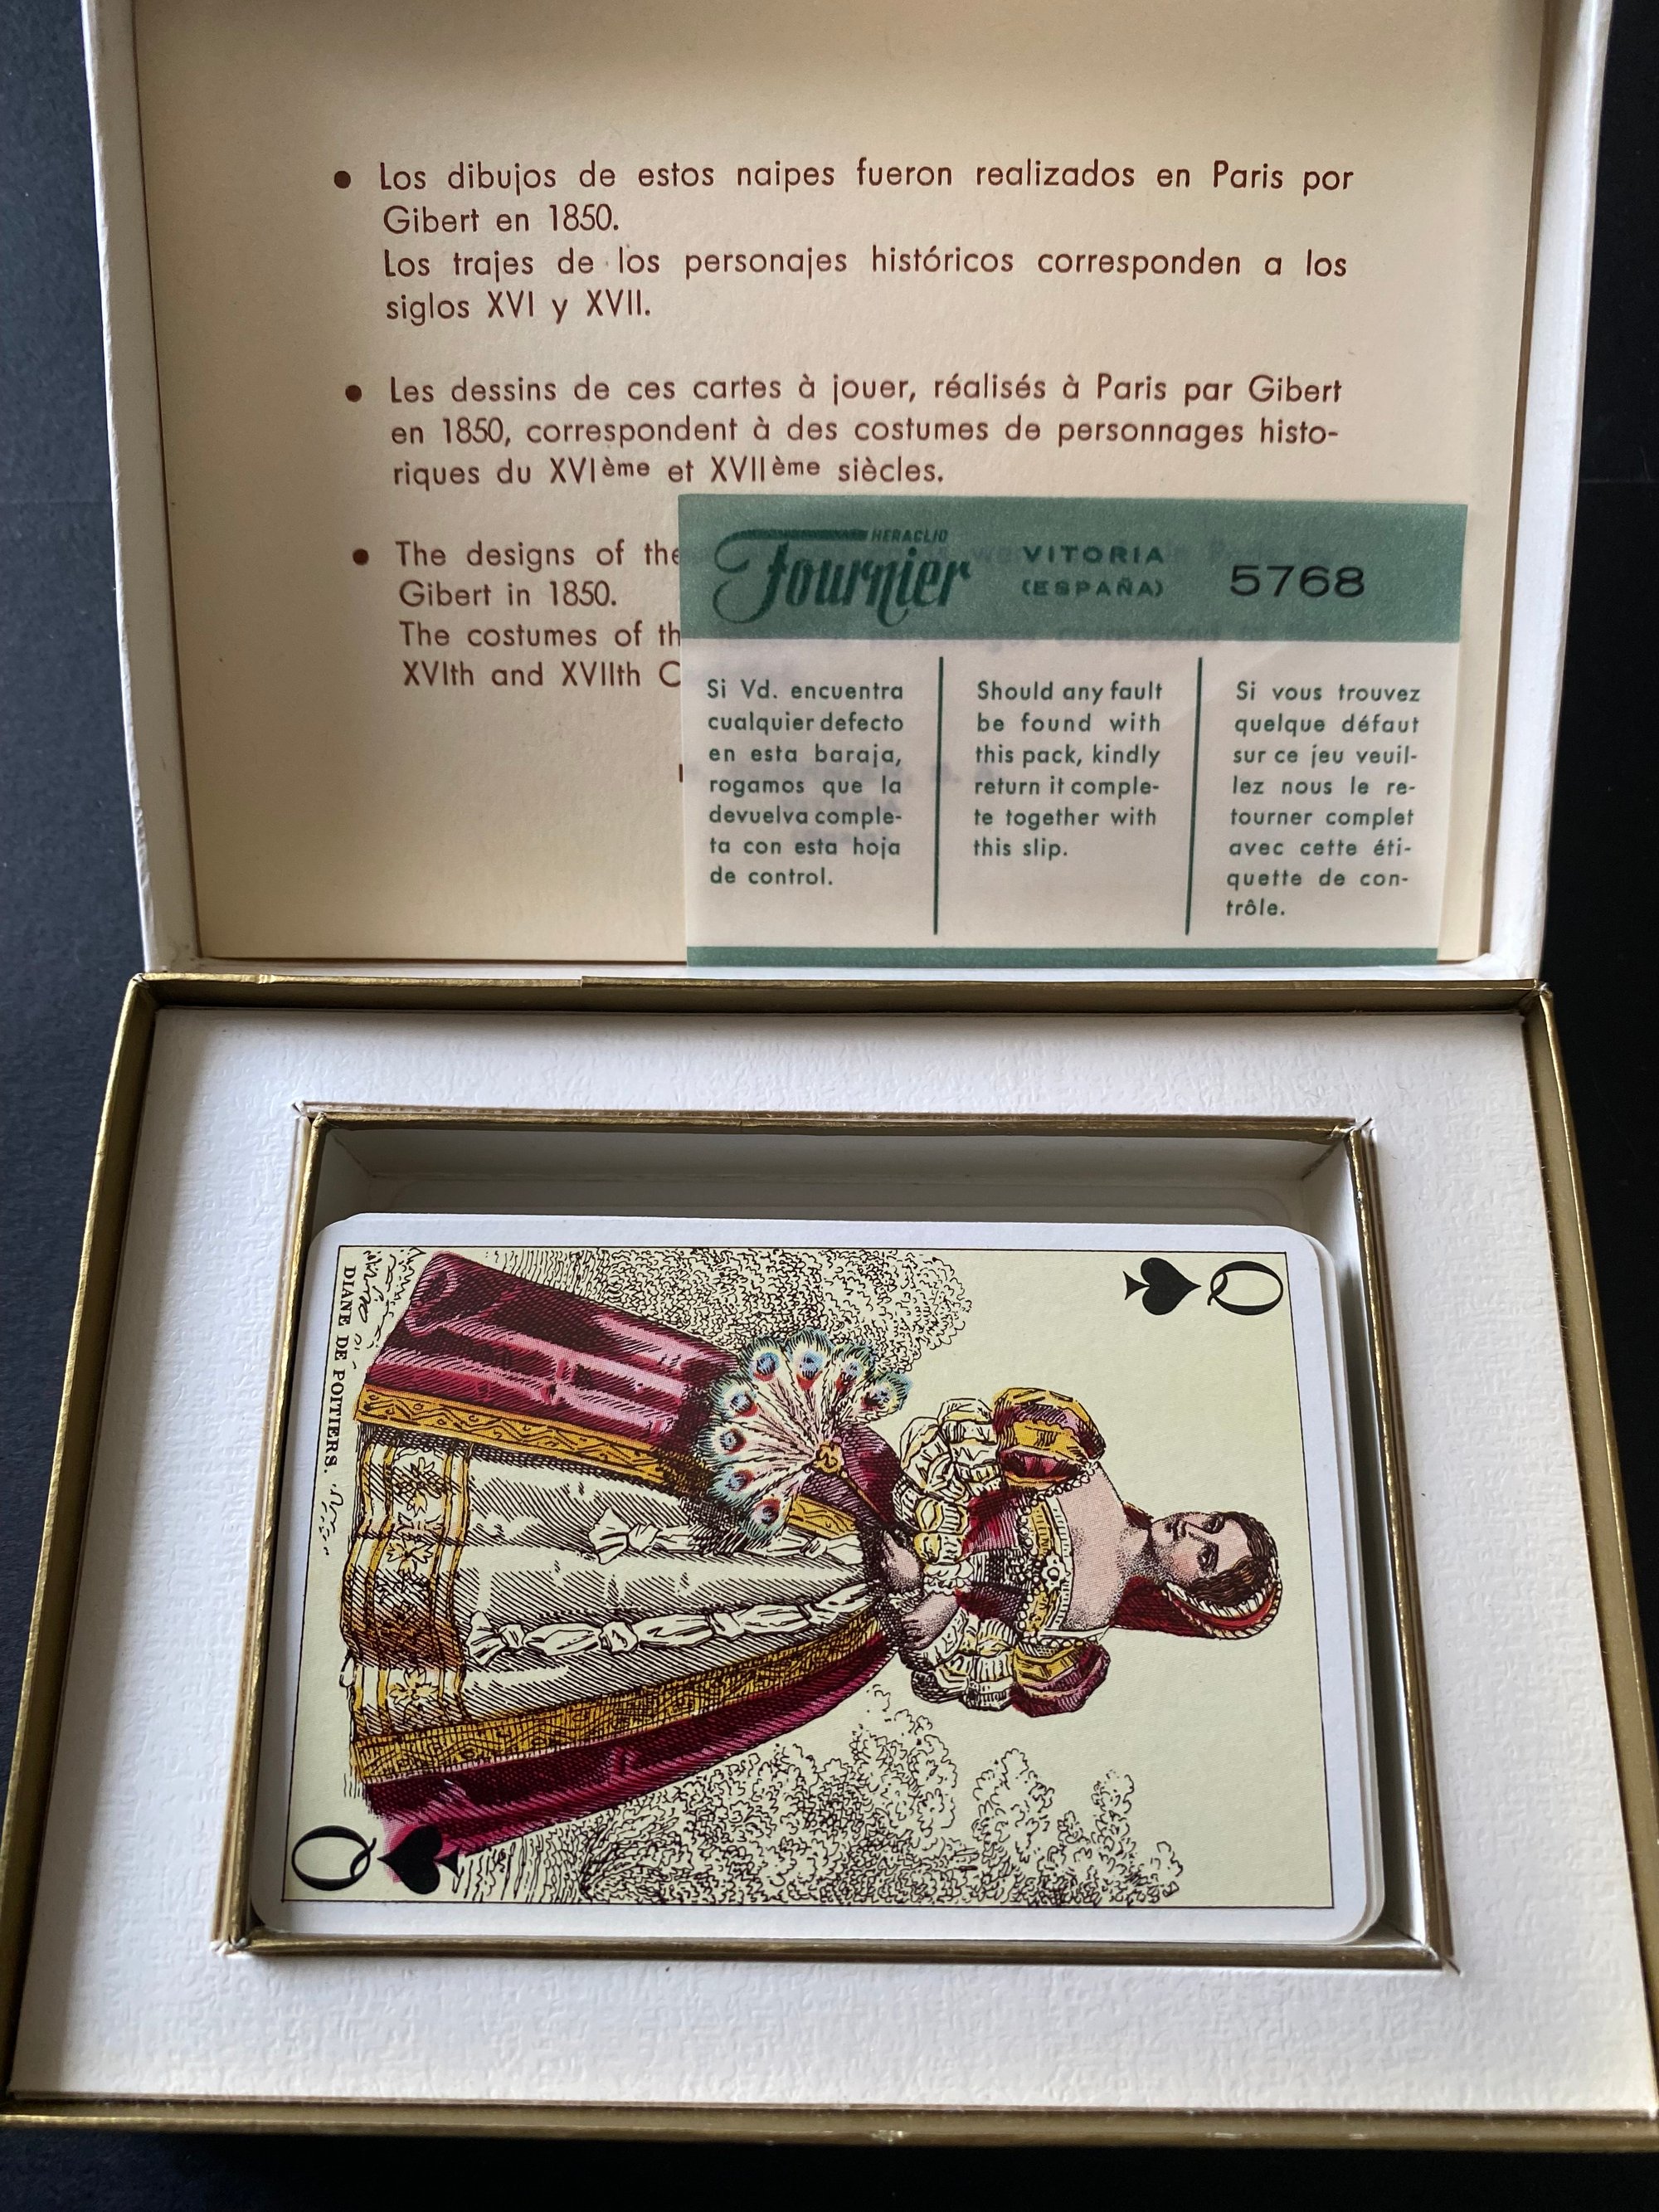 • Los dibujos de estos naipes fueron realizados en Paris por
Gibert en 1850.
Los trajes de los personajes históricos corresponden a los
siglos XVI y XVII.
• Les dessins de ces cartes à jouer, réalisés à Paris par Gibert
en 1850, correspondent à des costumes de personnages histo-
riques du XVIème et XVIIème siècles.
• The designs of the
Gibert in 1850.
The costumes of th
XVIth and XVIIth C
HERACLIO
Fournier
VITORIA
(ESPAÑA)
5768
Si Vd. encuentra
cualquier defecto
en esta baraja,
rogamos que la
devuelva comple-
ta con esta hoja
de control.
Should any fault
be found with
this pack, kindly
return it comple-
te together with
this slip.
Si vous trouvez
quelque défaut
sur ce jeu veuil-
lez nous le re-
tourner complet
avec cette éti-
quette de con-
trôle.
Q
DIANE DE POITIERS.
Q